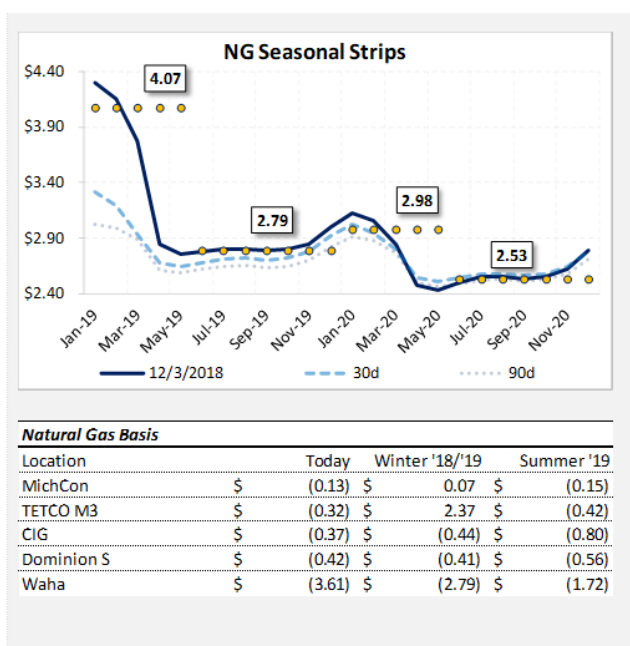 NG Seasonal Strips
$4.40
$3.90
$3.40
$2.90
$2.40
4.07
2.79
2.98
2.53
Jan-19 Mar-19 May-19 Jul-19 Sep-19 Nov-19 Jan-20 Mar-20 May-20 Jul-20 Sep-20 Nov-20
12/3/2018 30d 90d
Natural Gas Basis
Location Today Winter '18/'19 Summer '19
MichCon $ (0.13) $ 0.07 $ (0.15)
TETCO M3 $ (0.32) $ 2.37 $ (0.42)
CIG $ (0.37) $ (0.44) $ (0.80)
Dominion S $ (0.42) $ (0.41) $ (0.56)
Waha $ (3.61) $ (2.79) $ (1.72)